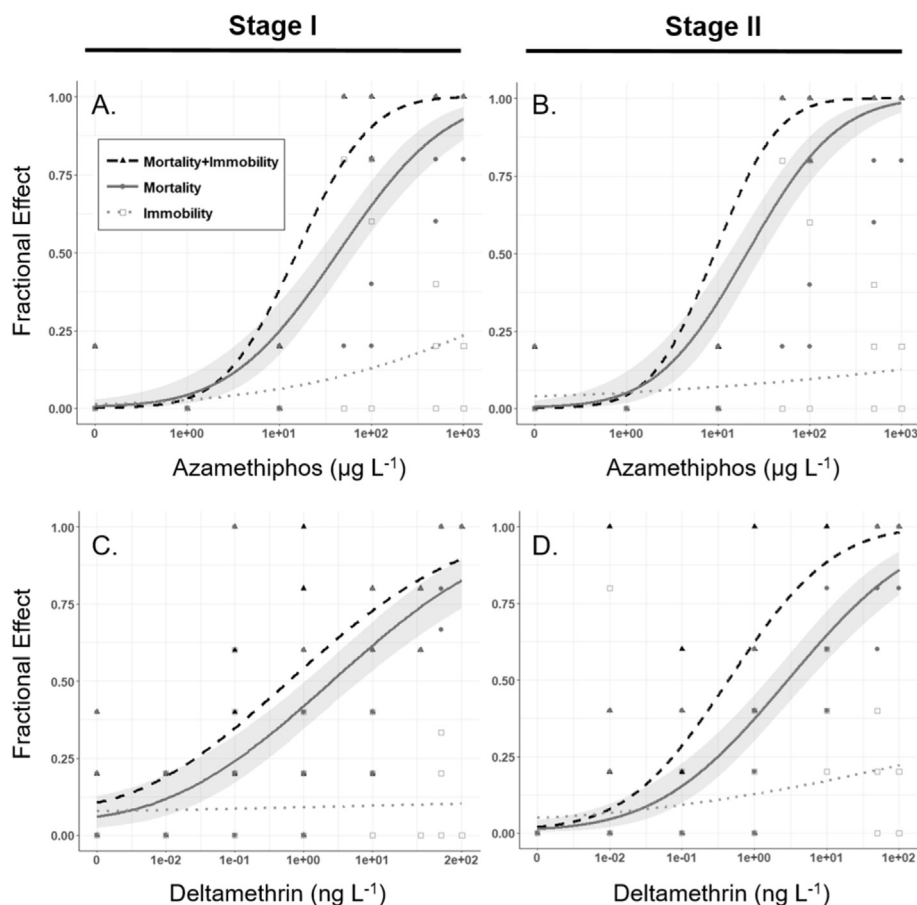 Stage I
Stage II
A.
B.
Mortality+Immobility
Mortality
Immobility
Fractional Effect
1.00
0.75
0.50
0.25
0.00
0
1e+00
1e+01
1e+02
1e+03
Azamethiphos (µg L-1)
1.00
0.75
0.50
0.25
0.00
0
1e+00
1e+01
1e+02
1e+03
Azamethiphos (µg L-1)
C.
D.
Fractional Effect
1.00
0.75
0.50
0.25
0.00
0
1e-02
1e-01
1e+00
1e+01
2e+02
Deltamethrin (ng L-1)
1.00
0.75
0.50
0.25
0.00
0
1e-02
1e-01
1e+00
1e+01
1e+02
Deltamethrin (ng L-1)